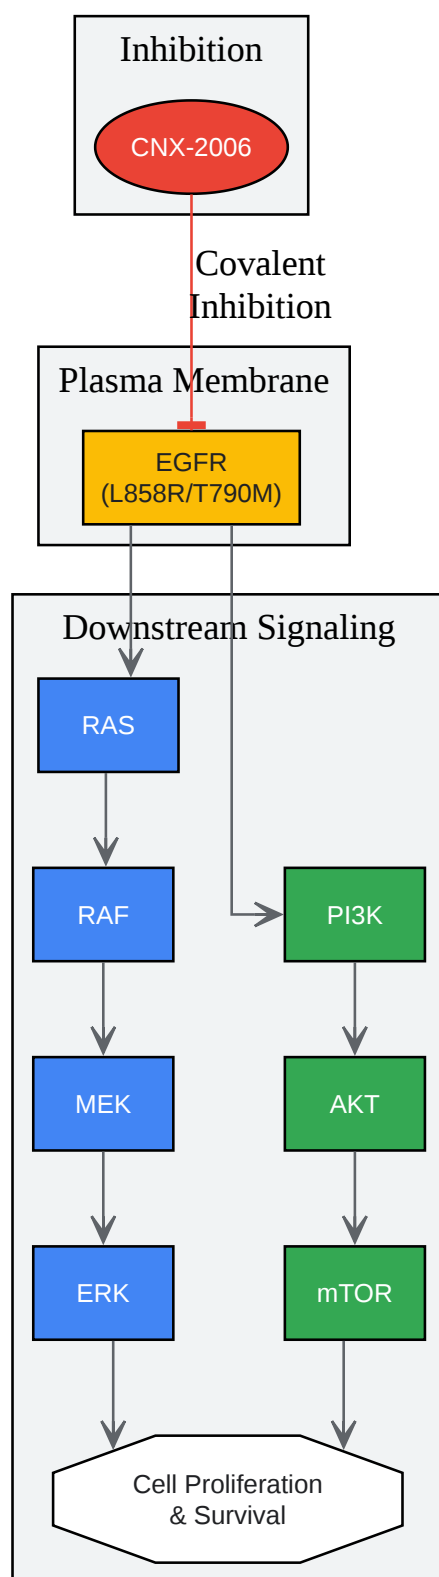 Inhibition
CNX-2006
Covalent
Inhibition
Plasma Membrane
EGFR
(L858R/T790M)
Downstream Signaling
RAS
RAF
PI3K
MEK
AKT
ERK
mTOR
Cell Proliferation
& Survival